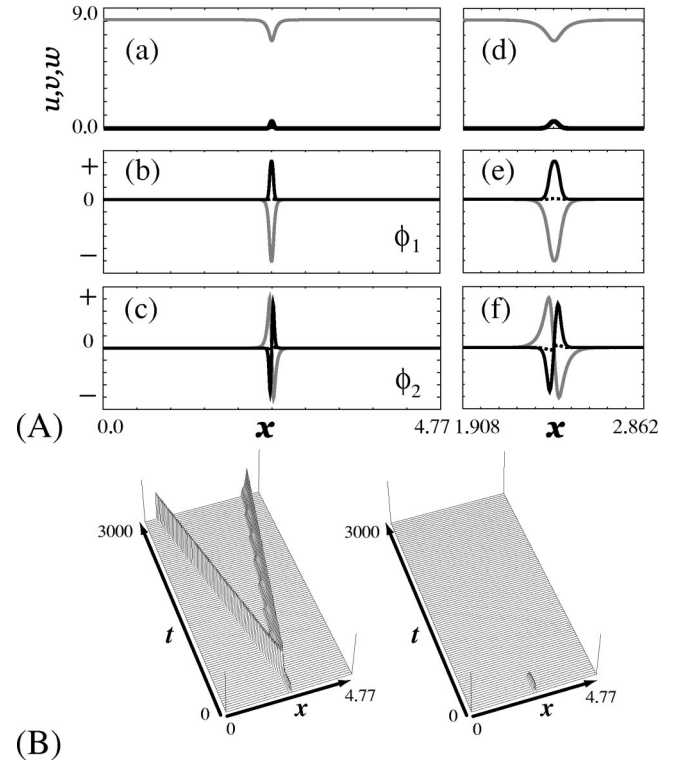 9.0
u,v,w
0.0
(a)
(d)
+
0
−
(b)
ϕ1
(e)
+
0
−
(c)
ϕ2
(f)
(A)
0.0
x
4.77
1.908
x
2.862
3000
t
0
0
x
4.77
3000
t
0
0
x
4.77
(B)